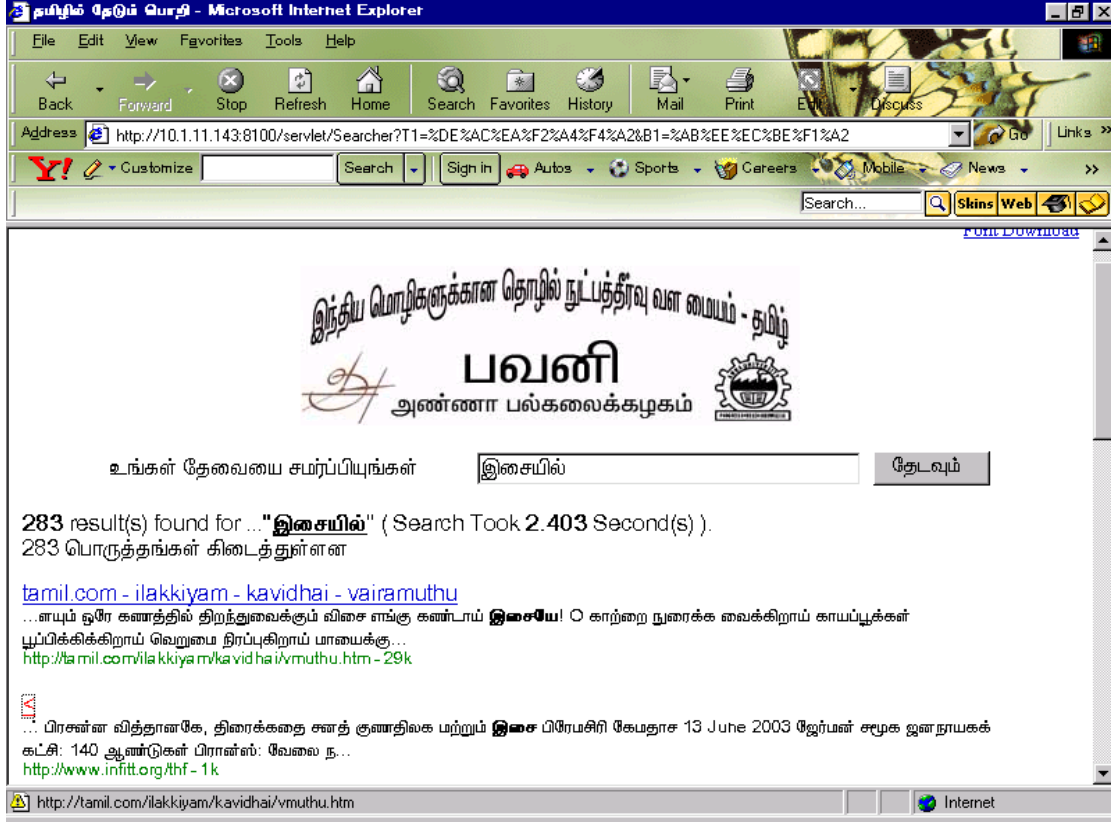 தமிழில் தேடும் பொறி - Microsoft Internet Explorer
File Edit View Favorites Tools Help
Back Forward Stop Refresh Home Search Favorites History Mail Print Edit Discuss
Address http://10.1.11.143:8100/servlet/Searcher?T1=%DE%AC%EA%F2%A4%F4%A2&B1=%AB%EE%EC%BE%F1%A2 Go Links »
Y! Customize Search Sign in Autos Sports Careers Mobile News »
Search... Skins Web
Font Download
இந்திய மொழிகளுக்கான தொழில் நுட்பத்தீர்வு வள மையம் - தமிழ்
பவனி
அண்ணா பல்கலைக்கழகம்
உங்கள் தேவையை சமர்ப்பியுங்கள் இசையில் தேடவும்
283 result(s) found for ..."இசையில்" ( Search Took 2.403 Second(s) ).
283 பொருத்தங்கள் கிடைத்துள்ளன
tamil.com - ilakkiyam - kavidhai - vairamuthu
...ளயும் ஒரே கணத்தில் திறந்துவைக்கும் விசை எங்கு கண்டாய் இசையே! O காற்றை நுரைக்க வைக்கிறாய் காயப்பூக்கள்
பூப்பிக்கிக்கிறாய் வெறுமை நிரப்புகிறாய் மாயைக்கு...
http://tamil.com/ilakkiyam/kavidhai/vmuthu.htm - 29k
<
... பிரசன்ன வித்தானகே, திரைக்கதை சனத் குணதிலக மற்றும் இசை பிரேமசிரி கேமதாச 13 June 2003 ஜேர்மன் சமூக ஜனநாயகக்
கட்சி: 140 ஆண்டுகள் பிரான்ஸ்: வேலை ந...
http://www.infitt.org/thf - 1k
http://tamil.com/ilakkiyam/kavidhai/vmuthu.htm Internet